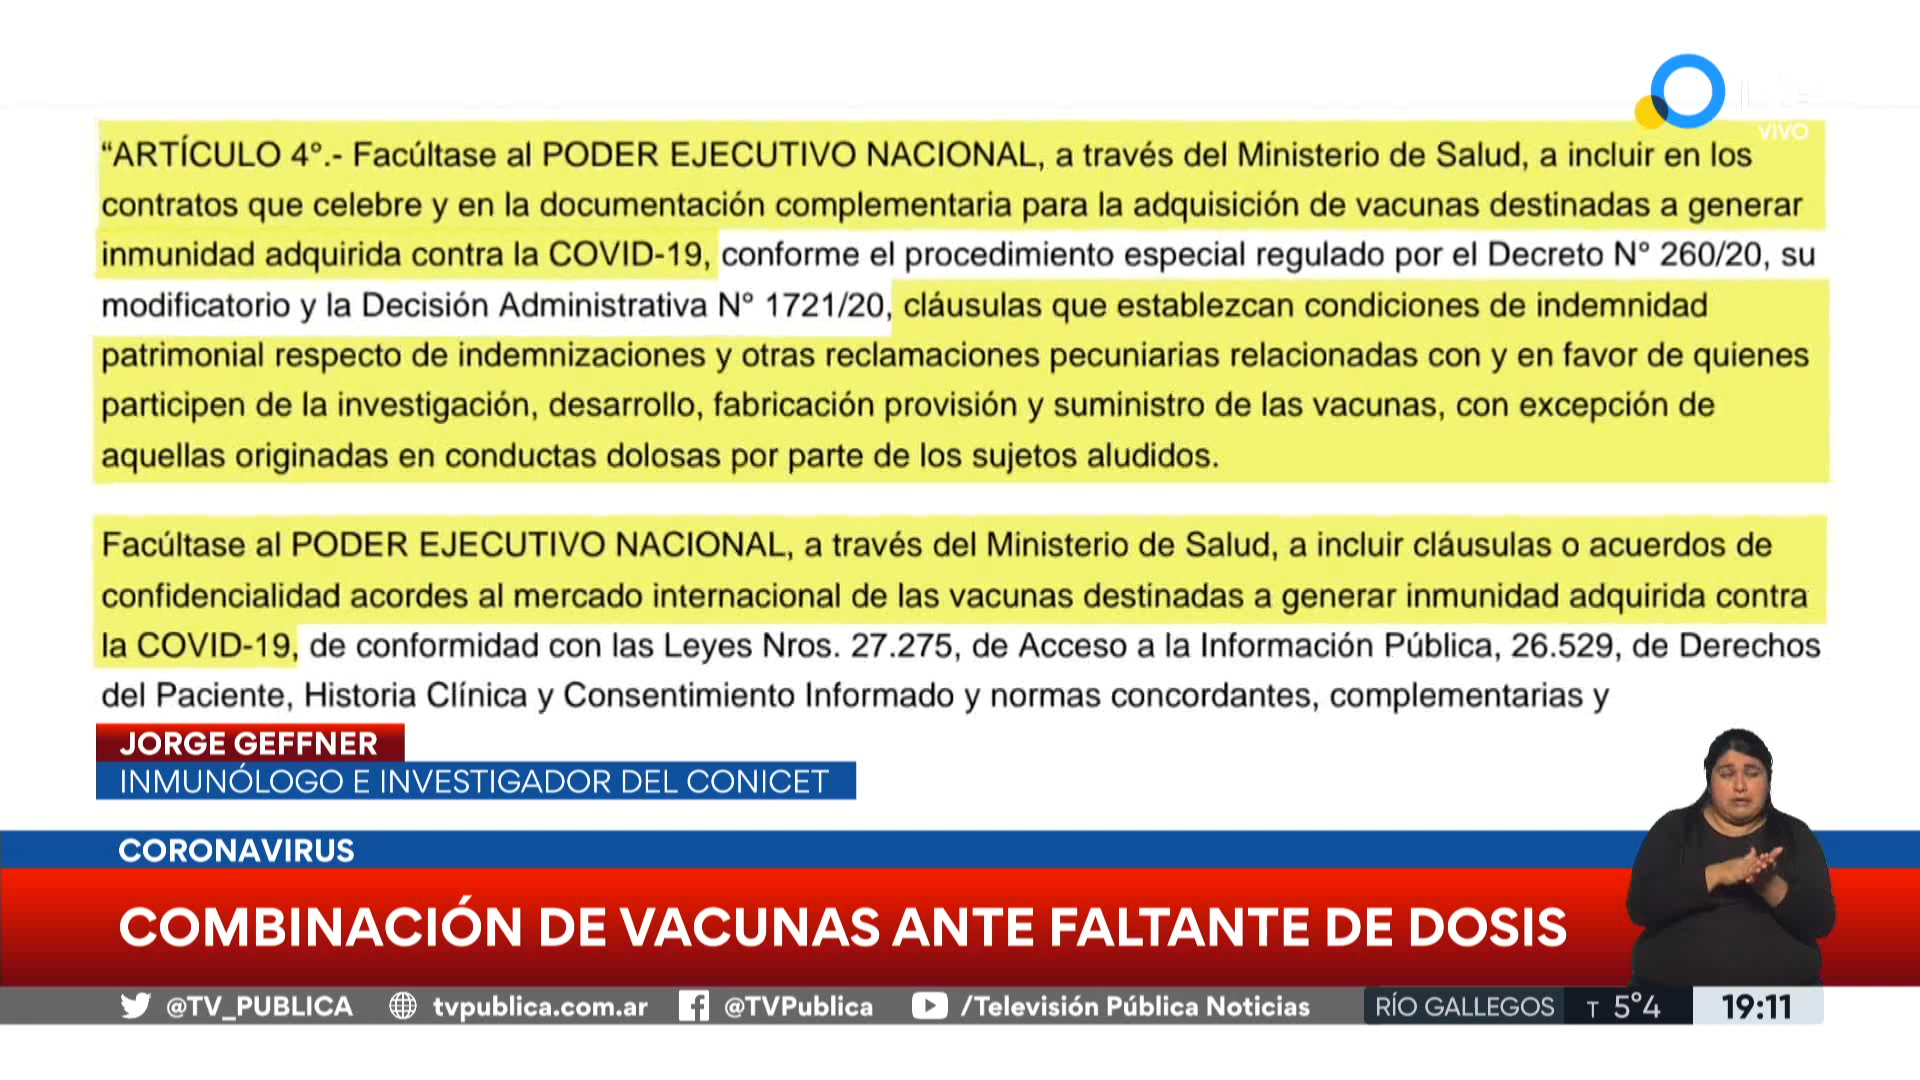 VIVO
“ARTÍCULO 4°.- Facúltase al PODER EJECUTIVO NACIONAL, a través del Ministerio de Salud, a incluir en los
contratos que celebre y en la documentación complementaria para la adquisición de vacunas destinadas a generar
inmunidad adquirida contra la COVID-19, conforme el procedimiento especial regulado por el Decreto N° 260/20, su
modificatorio y la Decisión Administrativa N° 1721/20, cláusulas que establezcan condiciones de indemnidad
patrimonial respecto de indemnizaciones y otras reclamaciones pecuniarias relacionadas con y en favor de quienes
participen de la investigación, desarrollo, fabricación provisión y suministro de las vacunas, con excepción de
aquellas originadas en conductas dolosas por parte de los sujetos aludidos.
Facúltase al PODER EJECUTIVO NACIONAL, a través del Ministerio de Salud, a incluir cláusulas o acuerdos de
confidencialidad acordes al mercado internacional de las vacunas destinadas a generar inmunidad adquirida contra
la COVID-19, de conformidad con las Leyes Nros. 27.275, de Acceso a la Información Pública, 26.529, de Derechos
del Paciente, Historia Clínica y Consentimiento Informado y normas concordantes, complementarias y
JORGE GEFFNER
INMUNÓLOGO E INVESTIGADOR DEL CONICET
CORONAVIRUS
COMBINACIÓN DE VACUNAS ANTE FALTANTE DE DOSIS
@TV_PUBLICA tvpublica.com.ar @TVPublica /Televisión Pública Noticias RÍO GALLEGOS T 5°4 19:11